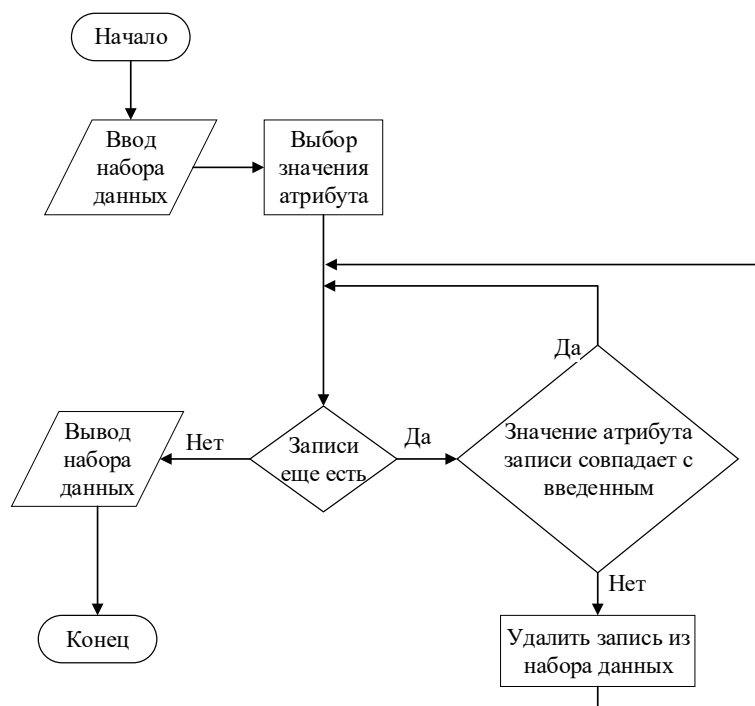 Начало
Ввод
набора
данных
Выбор
значения
атрибута
Да
Вывод
набора
данных
Нет
Записи
еще есть
Да
Значение атрибута
записи совпадает с
введенным
Нет
Конец
Удалить запись из
набора данных